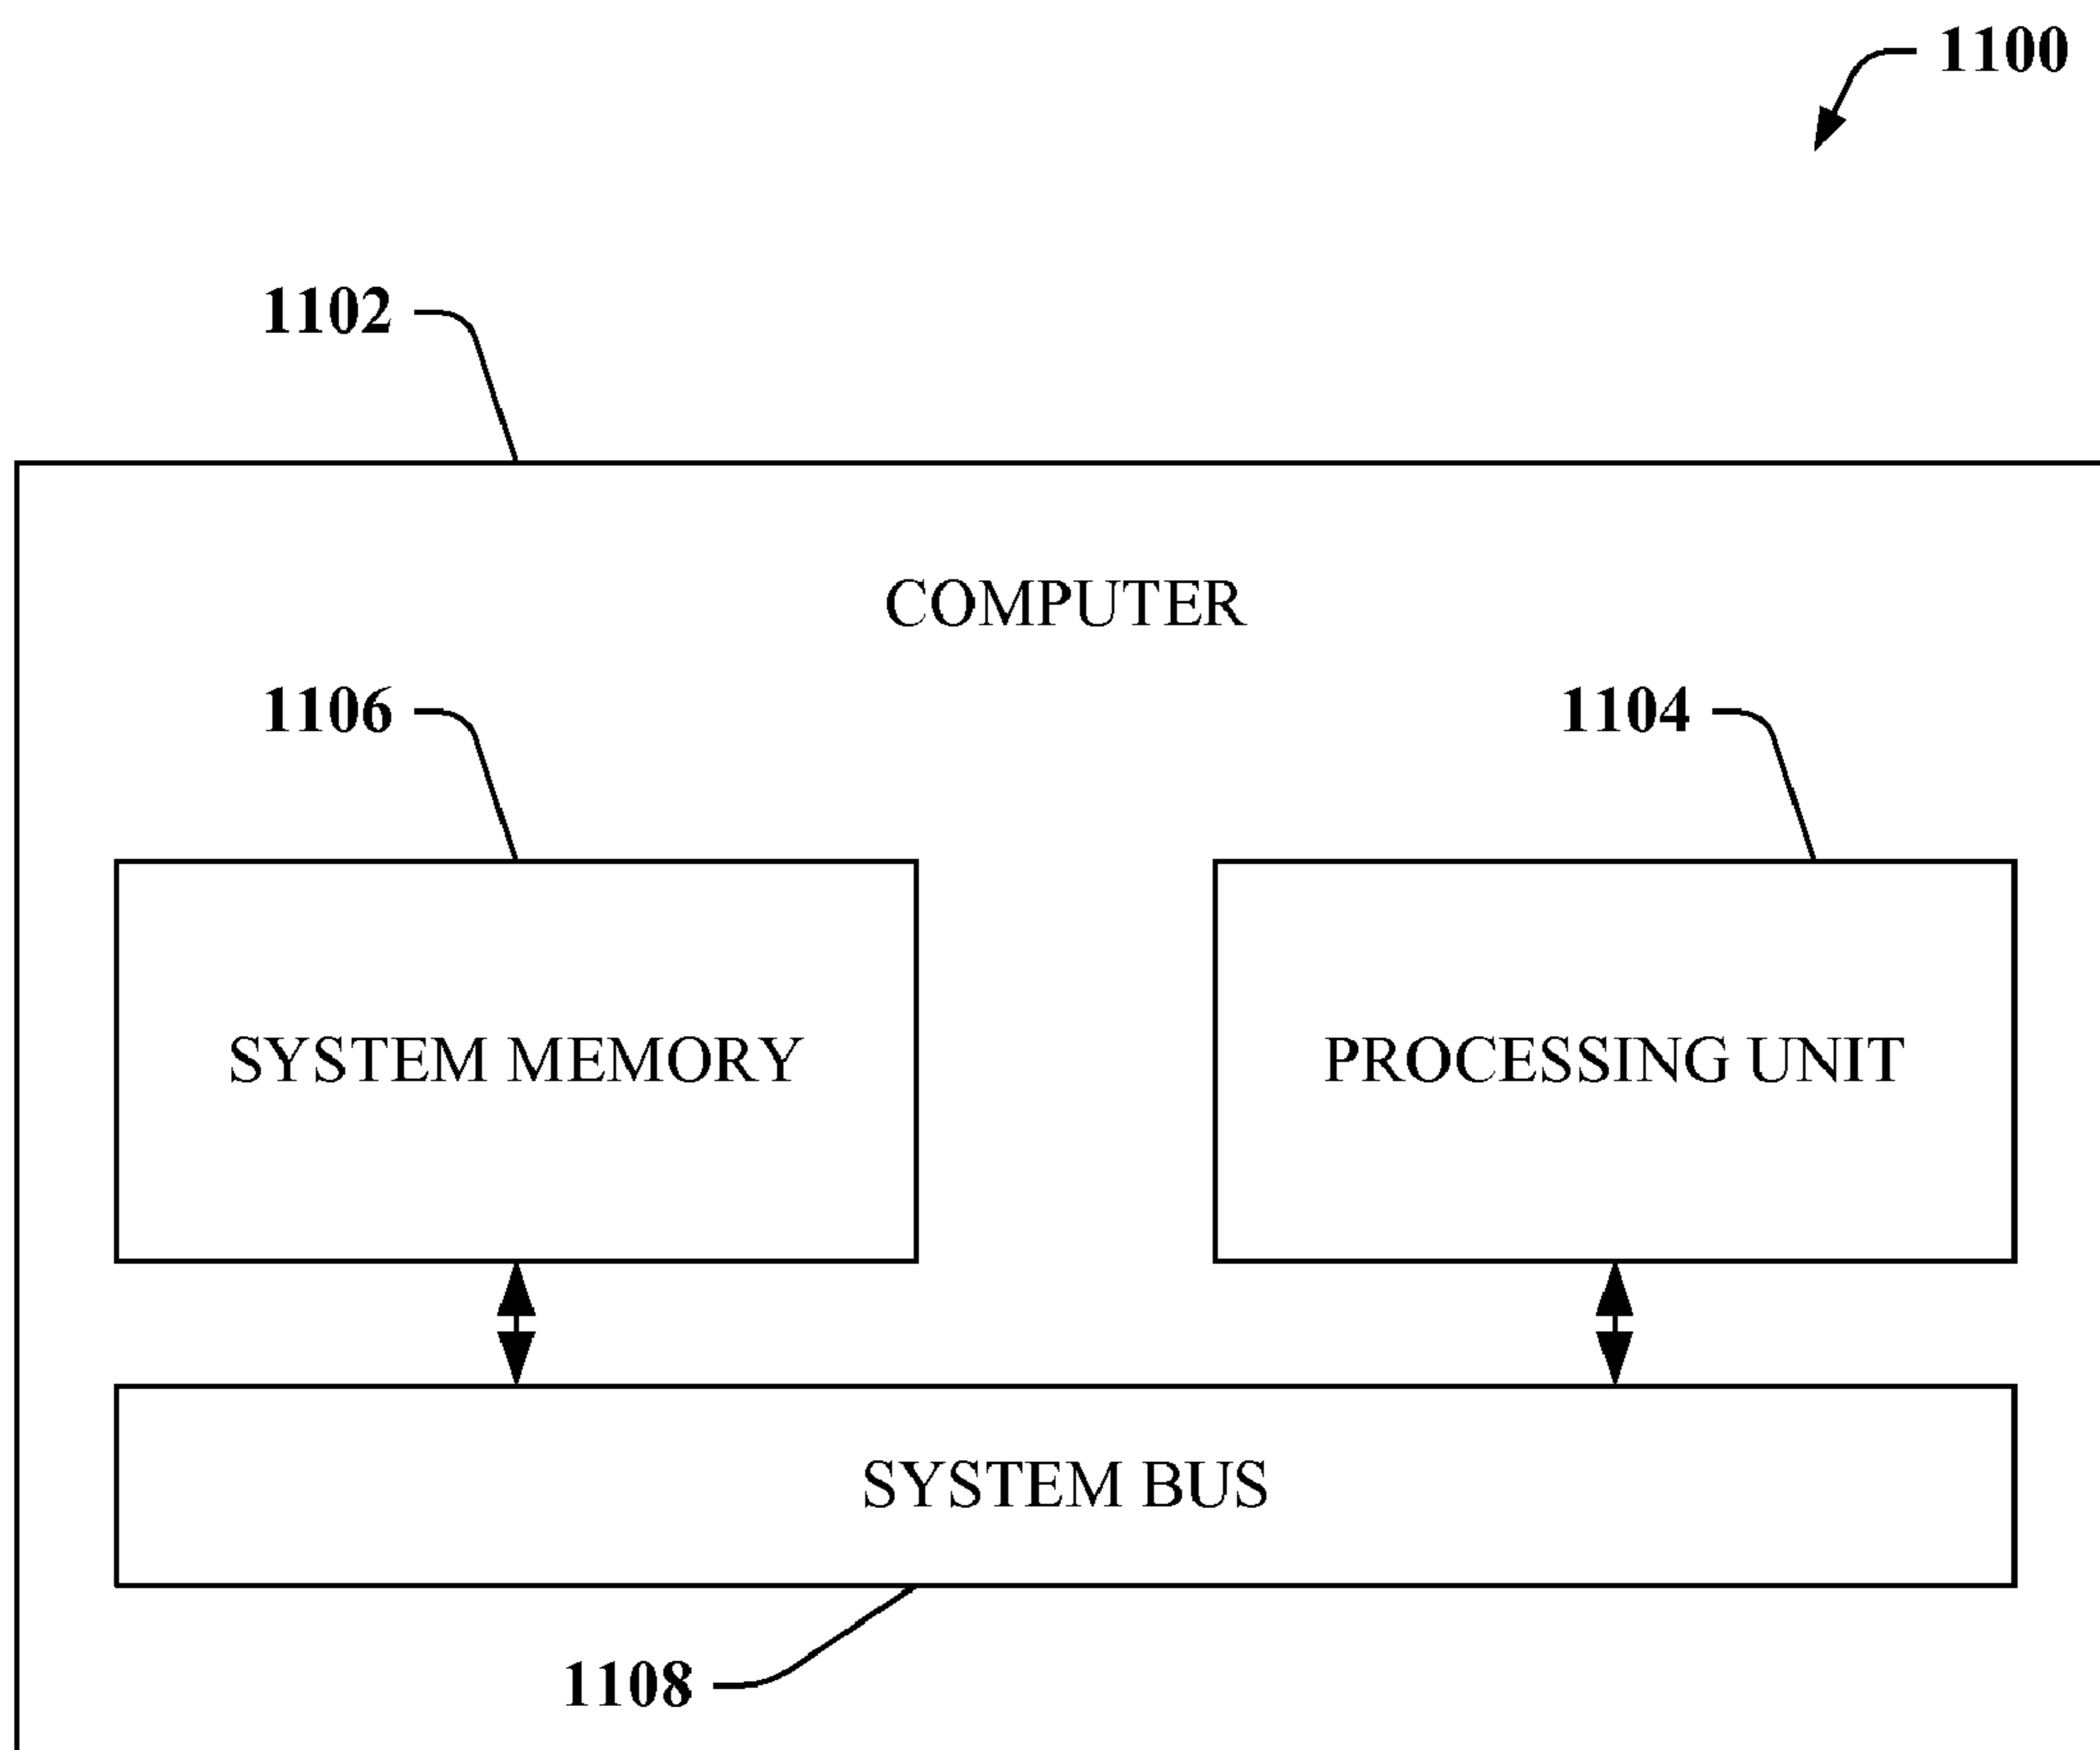 1100
1102
COMPUTER
1106
1104
SYSTEM MEMORY
PROCESSING UNIT
SYSTEM BUS
1108